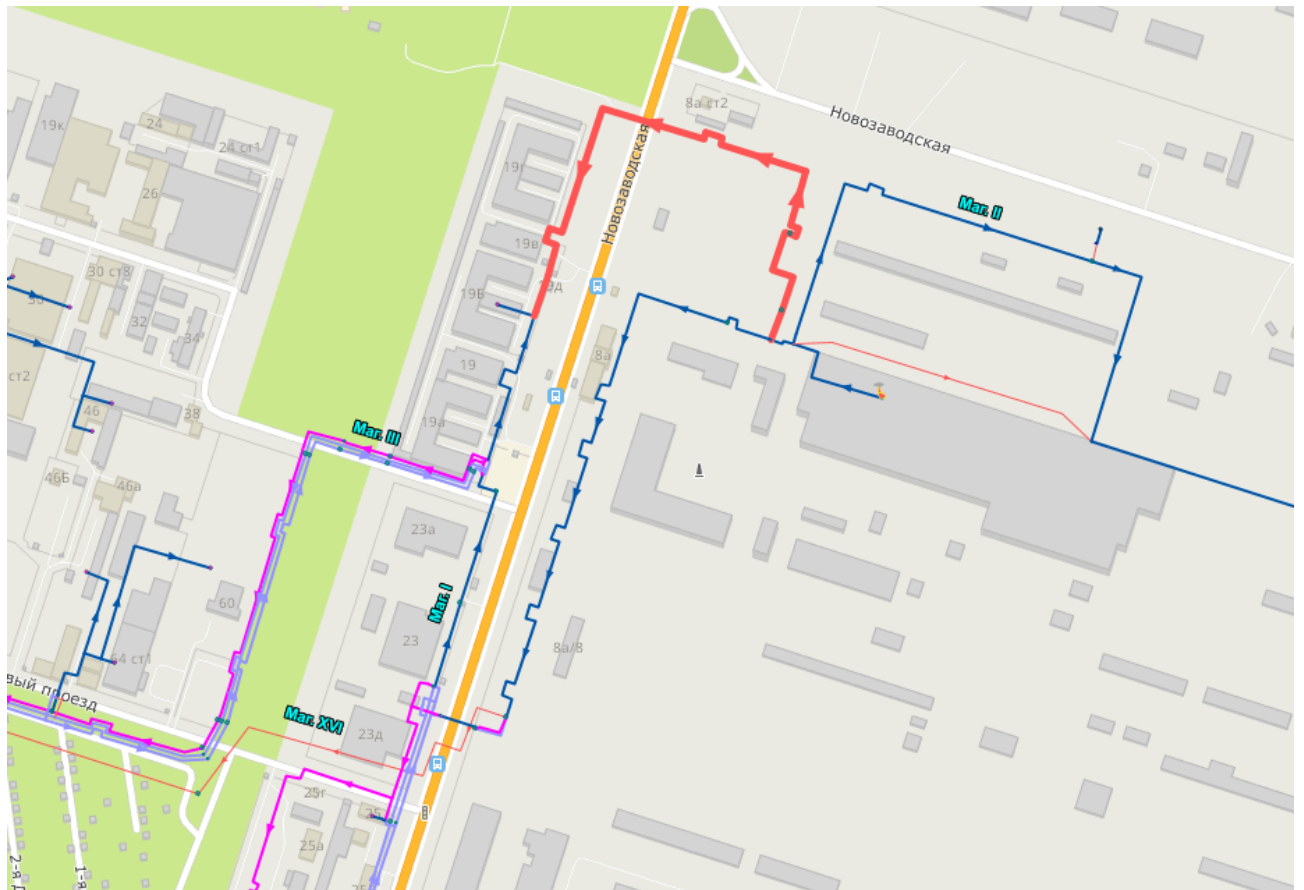 8а ст2
Новозаводская
24
19к
24 ст1
19г
26
Маг. II
Новозаводская
19в
30 ст8
19д
19Б
30
32
34
8а
19
ст2
46
38
19а
Маг. III
46Б
46а
23а
60
Маг. I
23
8а/8
64 ст1
вый проезд
Маг. XVI
23д
25г
25
25а
2-я Д
1-я